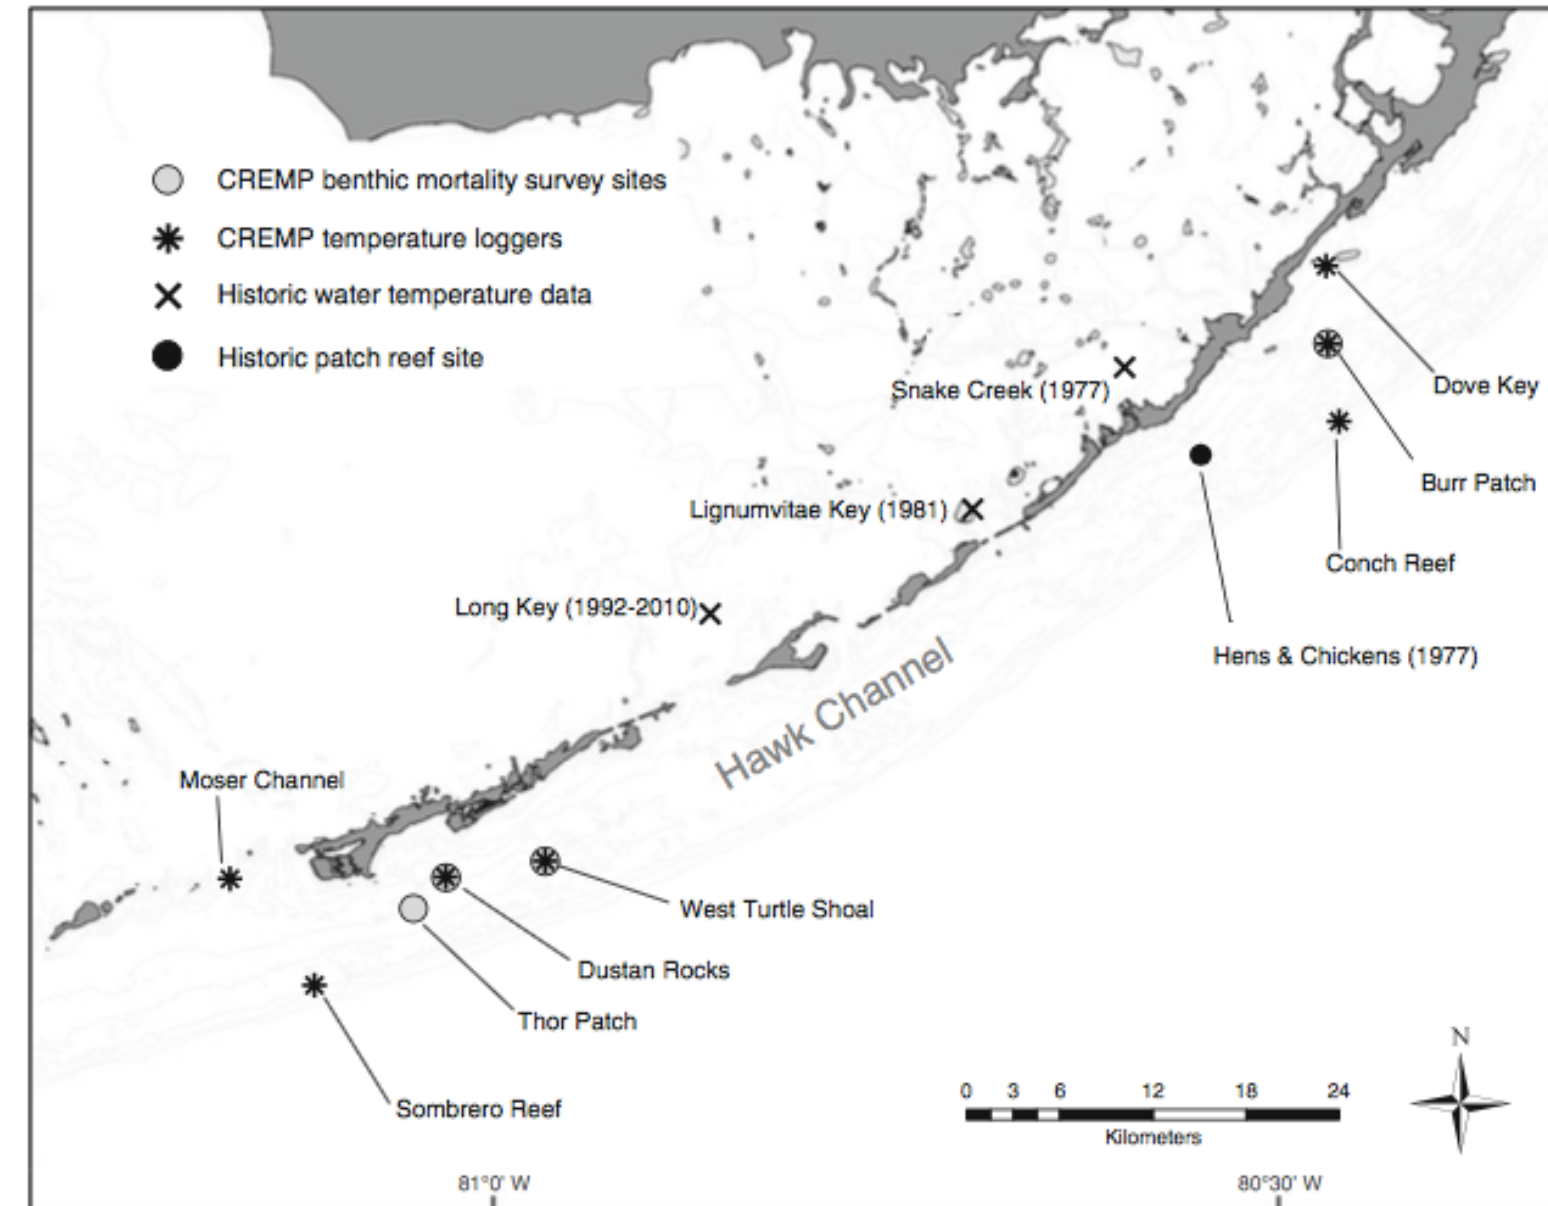 CREMP benthic mortality survey sites
CREMP temperature loggers
Historic water temperature data
Historic patch reef site
Snake Creek (1977)
Dove Key
Burr Patch
Lignumvitae Key (1981)
Conch Reef
Long Key (1992-2010)
Hens & Chickens (1977)
Hawk Channel
Moser Channel
West Turtle Shoal
Dustan Rocks
Thor Patch
Sombrero Reef
N
0 3 6 12 18 24
Kilometers
81°0' W
80°30' W